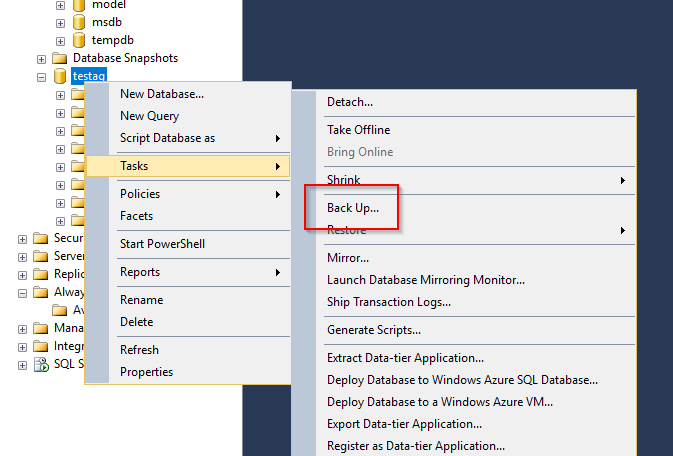 model
msdb
tempdb
Database Snapshots
testag
New Database...
New Query
Script Database as
Tasks
Policies
Facets
Start PowerShell
Reports
Rename
Delete
Refresh
Properties
Detach...
Take Offline
Bring Online
Shrink
Back Up...
Restore
Mirror...
Launch Database Mirroring Monitor...
Ship Transaction Logs...
Generate Scripts...
Extract Data-tier Application...
Deploy Database to Windows Azure SQL Database...
Deploy Database to a Windows Azure VM...
Export Data-tier Application...
Register as Data-tier Application...
Secur
Server
Replic
Alway
Av
Mana
Integr
SQL S